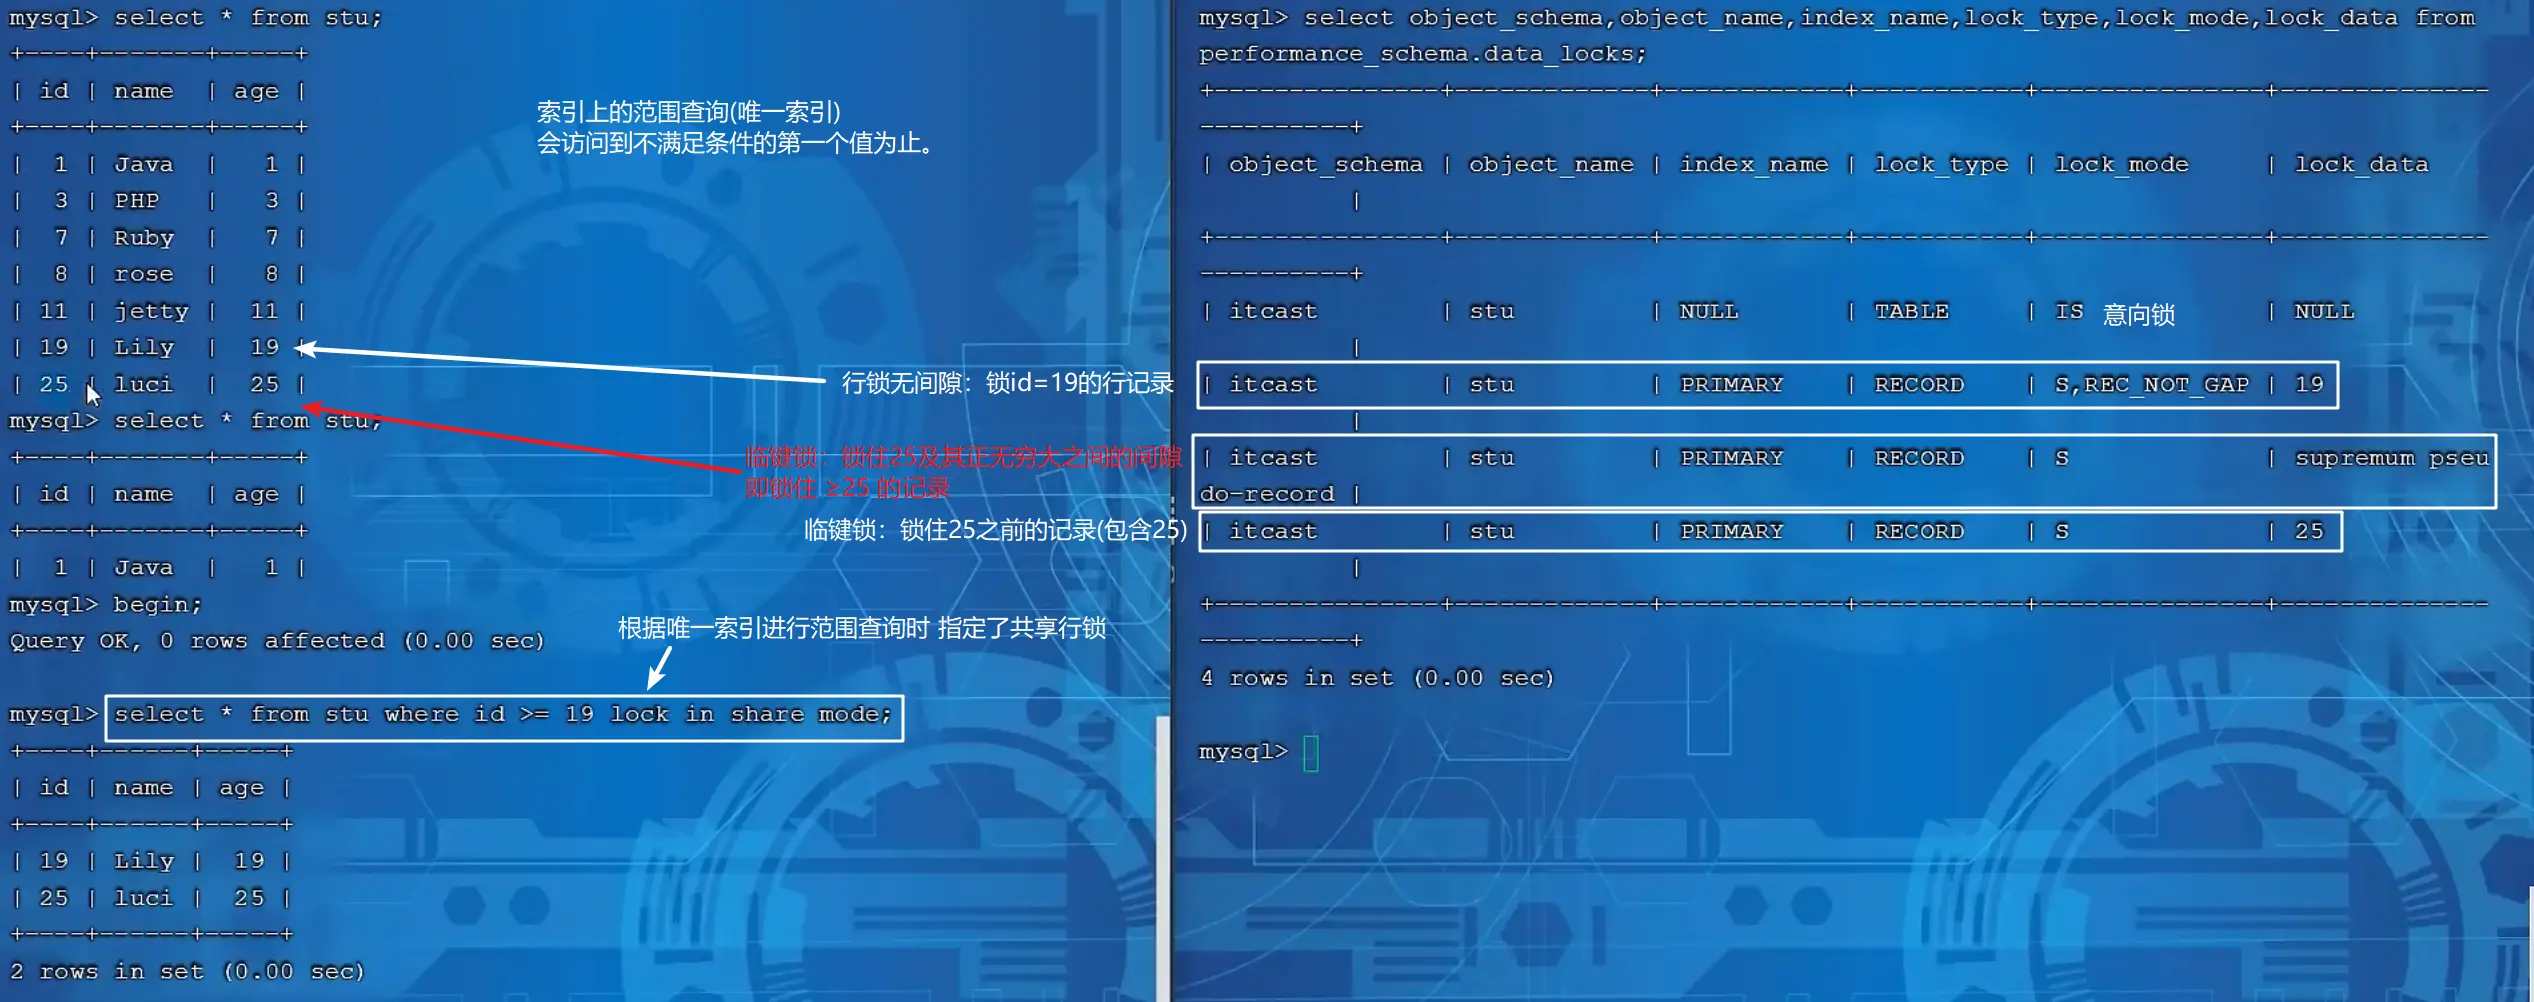 mysql> select * from stu;
+----+-------+-----+
| id | name  | age |
+----+-------+-----+
|  1 | Java  |   1 |
|  3 | PHP   |   3 |
|  7 | Ruby  |   7 |
|  8 | rose  |   8 |
| 11 | jetty |  11 |
| 19 | Lily  |  19 |
| 25 | luci  |  25 |
mysql> select * from stu;
+----+-------+-----+
| id | name  | age |
+----+-------+-----+
|  1 | Java  |   1 |
mysql> begin;
Query OK, 0 rows affected (0.00 sec)
mysql> select * from stu where id >= 19 lock in share mode;
+----+------+-----+
| id | name | age |
+----+------+-----+
| 19 | Lily |  19 |
| 25 | luci |  25 |
+----+------+-----+
2 rows in set (0.00 sec)
索引上的范围查询(唯一索引)
会访问到不满足条件的第一个值为止。
行锁无间隙：锁id=19的行记录
临键锁：锁住25及其正无穷大之间的间隙
即锁住 ≥25 的记录
临键锁：锁住25之前的记录(包含25)
根据唯一索引进行范围查询时 指定了共享行锁
mysql> select object_schema,object_name,index_name,lock_type,lock_mode,lock_data from
performance_schema.data_locks;
+---------------+-------------+------------+-----------+---------------+--------------
----------+
| object_schema | object_name | index_name | lock_type | lock_mode     | lock_data
          |
+---------------+-------------+------------+-----------+---------------+--------------
----------+
| itcast        | stu         | NULL       | TABLE     | IS 意向锁 | NULL
          |
| itcast        | stu         | PRIMARY    | RECORD    | S,REC_NOT_GAP | 19
          |
| itcast        | stu         | PRIMARY    | RECORD    | S             | supremum pseu
do-record |
| itcast        | stu         | PRIMARY    | RECORD    | S             | 25
          |
+---------------+-------------+------------+-----------+---------------+--------------
----------+
4 rows in set (0.00 sec)
mysql>